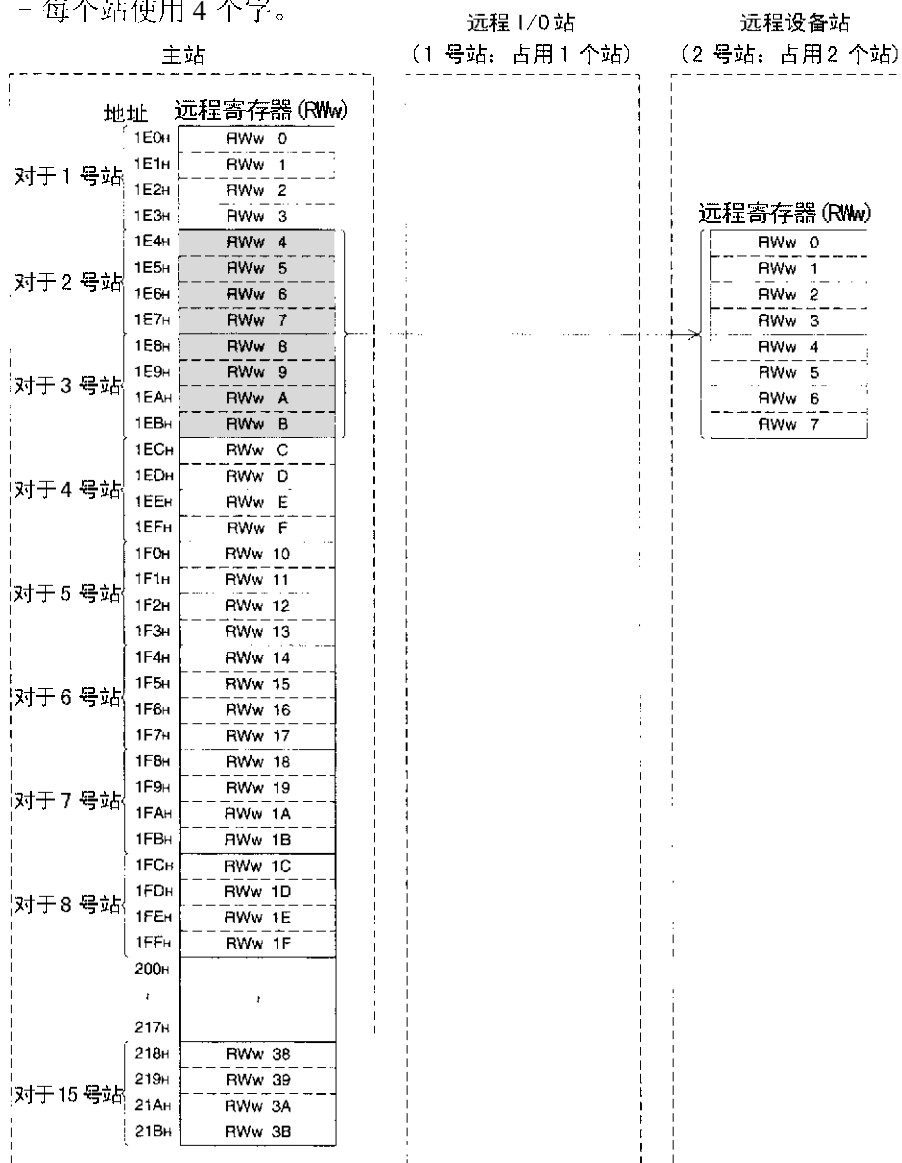 - 每个站使用 4 个字。
远程 I/O 站
远程设备站
主站
(1 号站: 占用 1 个站)
(2 号站: 占用 2 个站)
地址 远程寄存器(RWw)
对于 1 号站
1E0H RWw 0
1E1H RWw 1
1E2H RWw 2
1E3H RWw 3
对于 2 号站
1E4H RWw 4
1E5H RWw 5
1E6H RWw 6
1E7H RWw 7
对于 3 号站
1E8H RWw 8
1E9H RWw 9
1EAH RWw A
1EBH RWw B
对于 4 号站
1ECH RWw C
1EDH RWw D
1EEH RWw E
1EFH RWw F
对于 5 号站
1F0H RWw 10
1F1H RWw 11
1F2H RWw 12
1F3H RWw 13
对于 6 号站
1F4H RWw 14
1F5H RWw 15
1F6H RWw 16
1F7H RWw 17
对于 7 号站
1F8H RWw 18
1F9H RWw 19
1FAH RWw 1A
1FBH RWw 1B
对于 8 号站
1FCH RWw 1C
1FDH RWw 1D
1FEH RWw 1E
1FFH RWw 1F
200H
217H
对于 15 号站
218H RWw 38
219H RWw 39
21AH RWw 3A
21BH RWw 3B
远程寄存器(RWw)
RWw 0
RWw 1
RWw 2
RWw 3
RWw 4
RWw 5
RWw 6
RWw 7